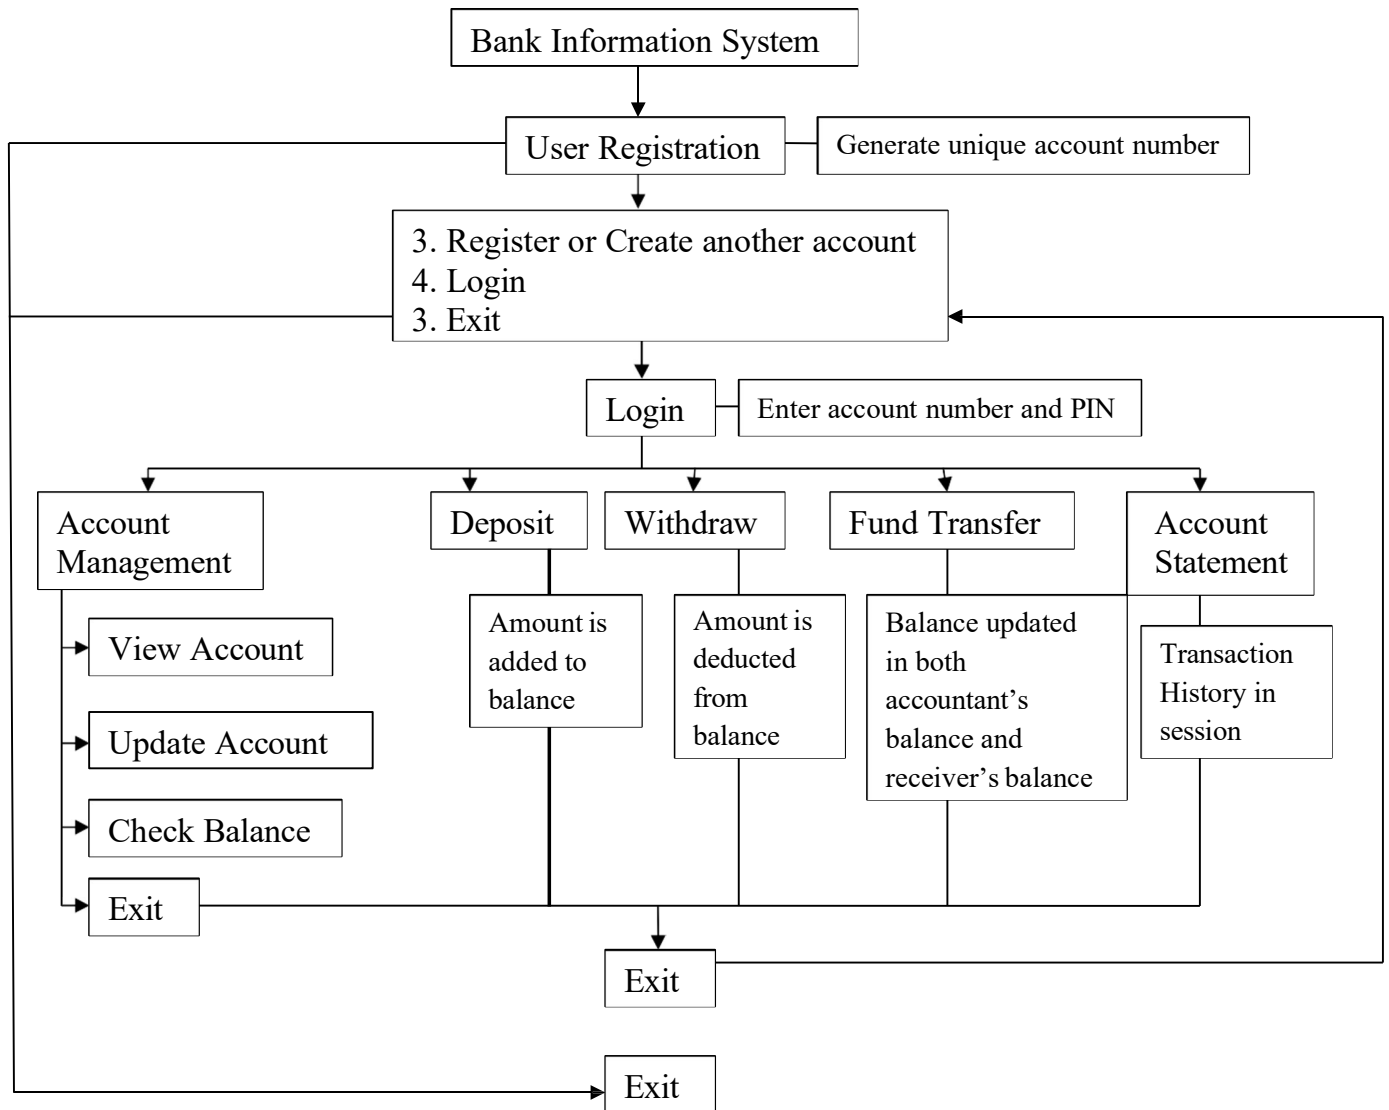 Bank Information System
User Registration
Generate unique account number
3. Register or Create another account
4. Login
3. Exit
Login
Enter account number and PIN
Account
Management
Deposit
Withdraw
Fund Transfer
Account
Statement
View Account
Update Account
Check Balance
Exit
Amount is
added to
balance
Amount is
deducted
from
balance
Balance updated
in both
accountant’s
balance and
receiver’s balance
Transaction
History in
session
Exit
Exit